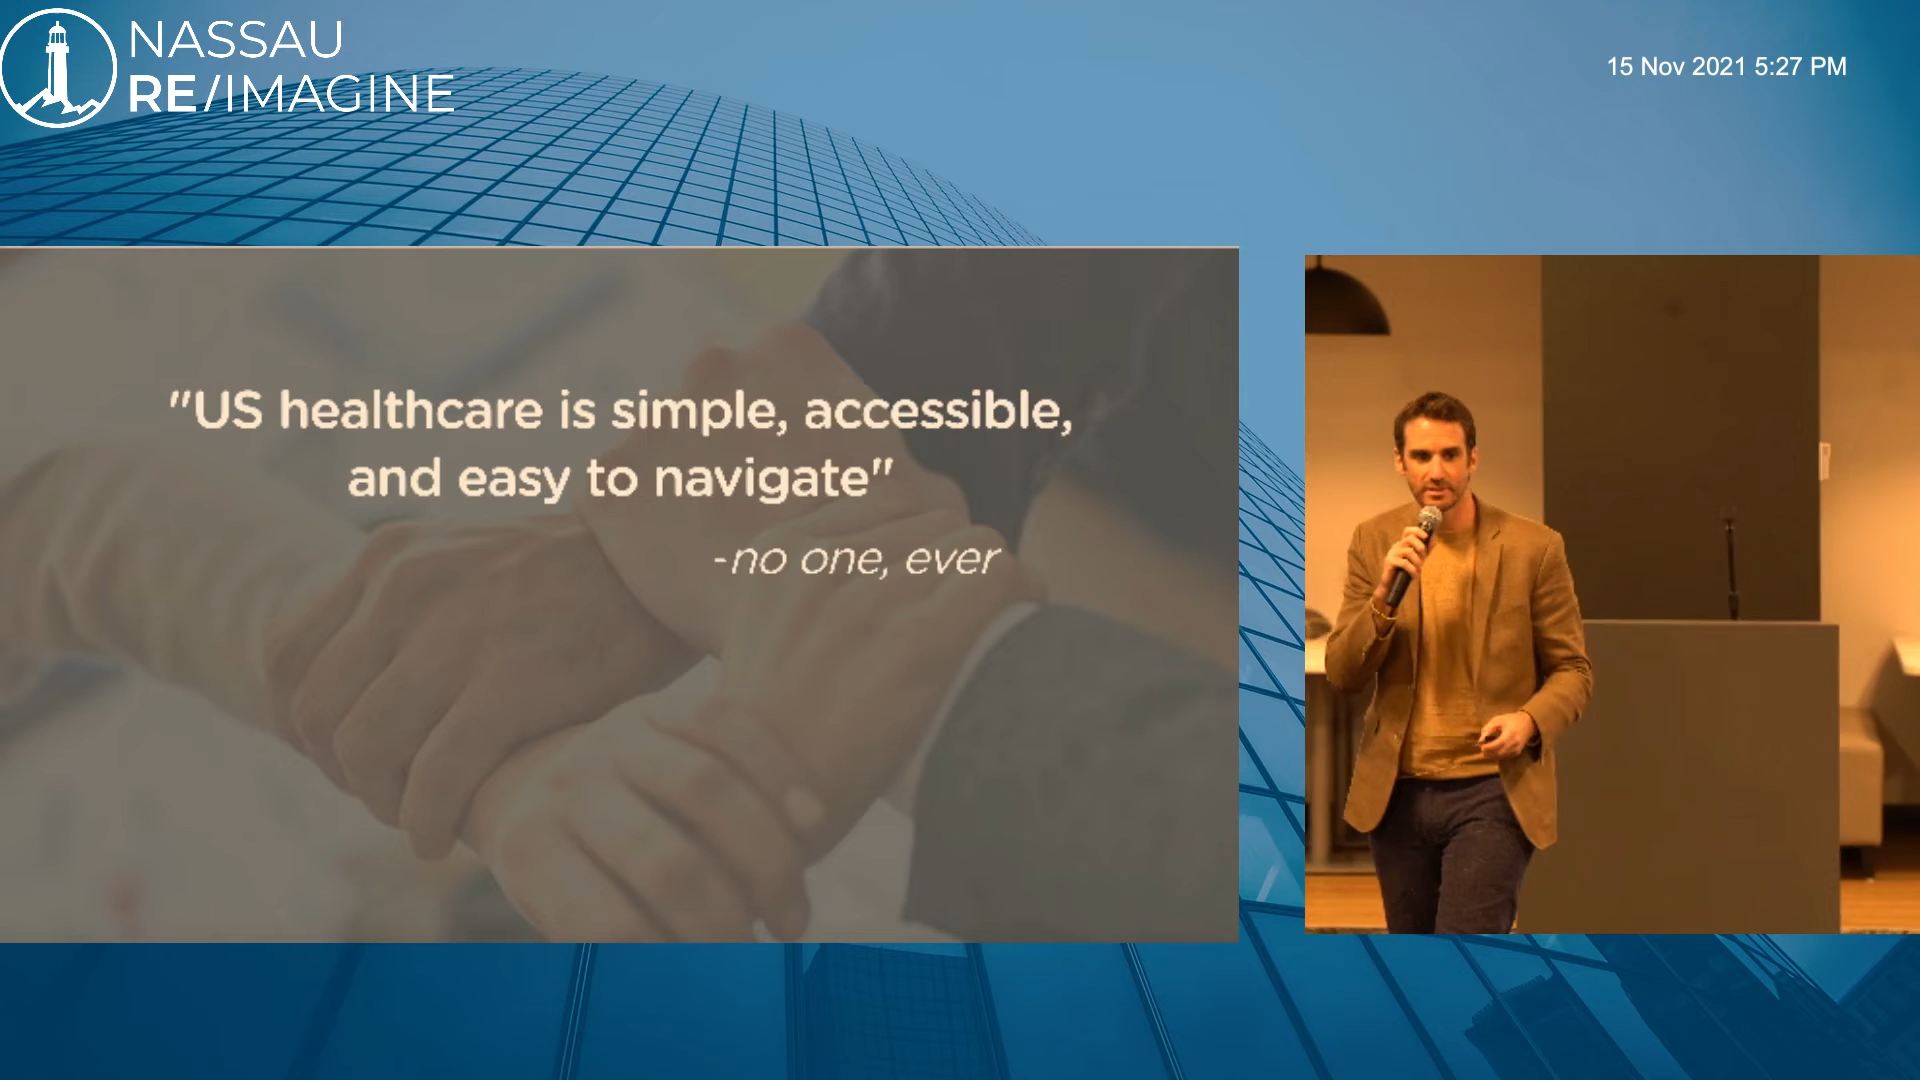 NASSAU
RE/IMAGINE
15 Nov 2021 5:27 PM
"US healthcare is simple, accessible,
and easy to navigate"
-no one, ever